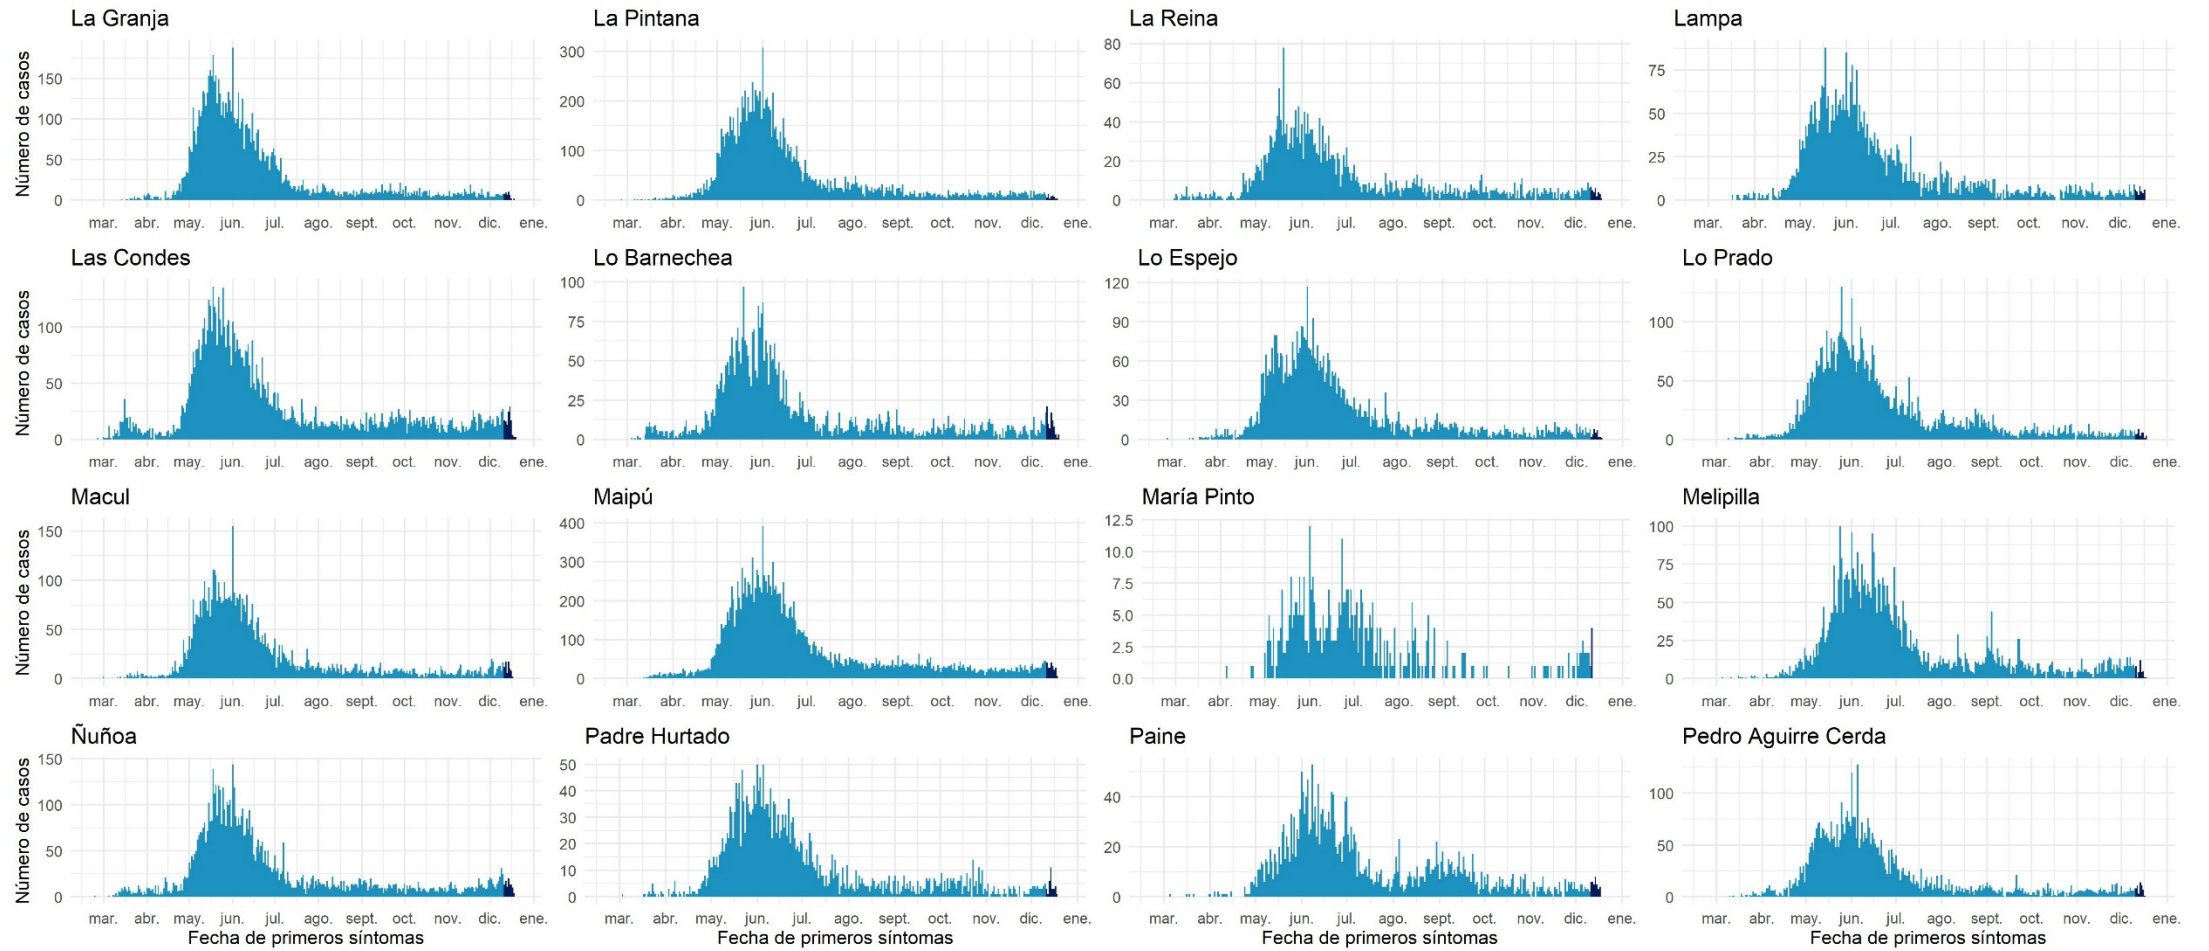 La Granja
La Pintana
La Reina
Lampa
Número de casos
150
100
50
0
mar. abr. may. jun. jul. ago. sept. oct. nov. dic. ene.
300
200
100
0
mar. abr. may. jun. jul. ago. sept. oct. nov. dic. ene.
80
60
40
20
0
mar. abr. may. jun. jul. ago. sept. oct. nov. dic. ene.
75
50
25
0
mar. abr. may. jun. jul. ago. sept. oct. nov. dic. ene.
Las Condes
Lo Barnechea
Lo Espejo
Lo Prado
Número de casos
100
50
0
mar. abr. may. jun. jul. ago. sept. oct. nov. dic. ene.
100
75
50
25
0
mar. abr. may. jun. jul. ago. sept. oct. nov. dic. ene.
120
90
60
30
0
mar. abr. may. jun. jul. ago. sept. oct. nov. dic. ene.
100
50
0
mar. abr. may. jun. jul. ago. sept. oct. nov. dic. ene.
Macul
Maipú
María Pinto
Melipilla
Número de casos
150
100
50
0
mar. abr. may. jun. jul. ago. sept. oct. nov. dic. ene.
400
300
200
100
0
mar. abr. may. jun. jul. ago. sept. oct. nov. dic. ene.
12.5
10.0
7.5
5.0
2.5
0.0
mar. abr. may. jun. jul. ago. sept. oct. nov. dic. ene.
100
75
50
25
0
mar. abr. may. jun. jul. ago. sept. oct. nov. dic. ene.
Ñuñoa
Padre Hurtado
Paine
Pedro Aguirre Cerda
Número de casos
150
100
50
0
mar. abr. may. jun. jul. ago. sept. oct. nov. dic. ene.
Fecha de primeros síntomas
50
40
30
20
10
0
mar. abr. may. jun. jul. ago. sept. oct. nov. dic. ene.
Fecha de primeros síntomas
40
20
0
mar. abr. may. jun. jul. ago. sept. oct. nov. dic. ene.
Fecha de primeros síntomas
100
50
0
mar. abr. may. jun. jul. ago. sept. oct. nov. dic. ene.
Fecha de primeros síntomas